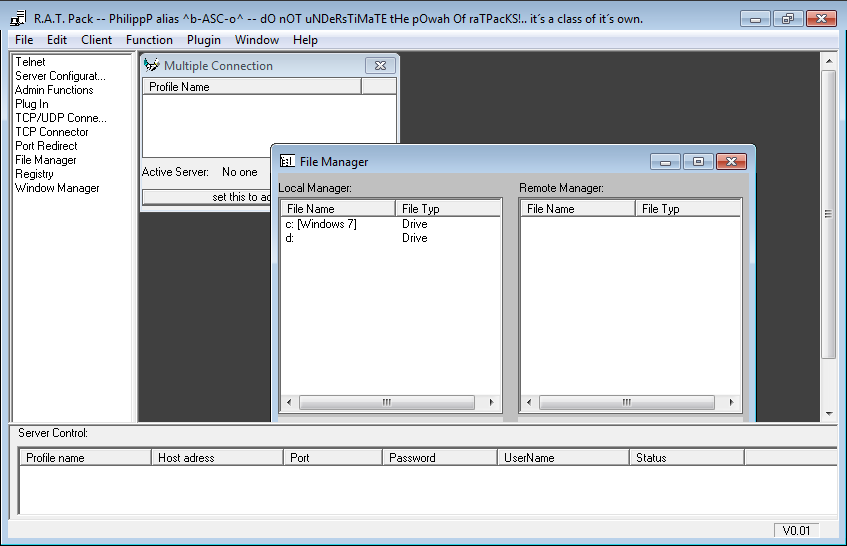 R.A.T. Pack -- PhilippP alias ^b-ASC-o^ -- dO nOT uNDeRsTiMaTE tHe pOwah Of raTPacKS!.. it´s a class of it´s own.
File Edit Client Function Plugin Window Help
Telnet
Server Configurat...
Admin Functions
Plug In
TCP/UDP Conne...
TCP Connector
Port Redirect
File Manager
Registry
Window Manager
Multiple Connection
Profile Name
Active Server: No one
set this to ac
File Manager
Local Manager: Remote Manager:
File Name File Typ File Name File Typ
c: [Windows 7] Drive
d: Drive
Server Control:
Profile name Host adress Port Password UserName Status
V0.01